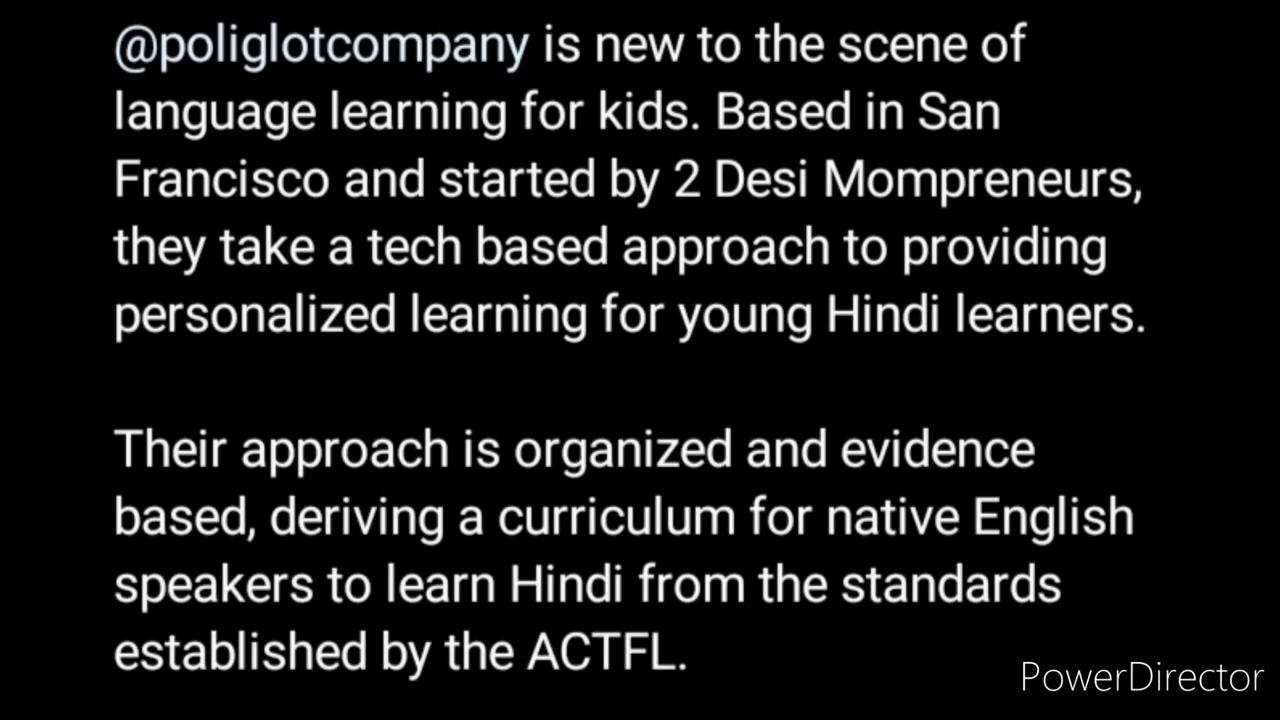 @poliglotcompany is new to the scene of
language learning for kids. Based in San
Francisco and started by 2 Desi Mompreneurs,
they take a tech based approach to providing
personalized learning for young Hindi learners.
Their approach is organized and evidence
based, deriving a curriculum for native English
speakers to learn Hindi from the standards
established by the ACTFL.
PowerDirector